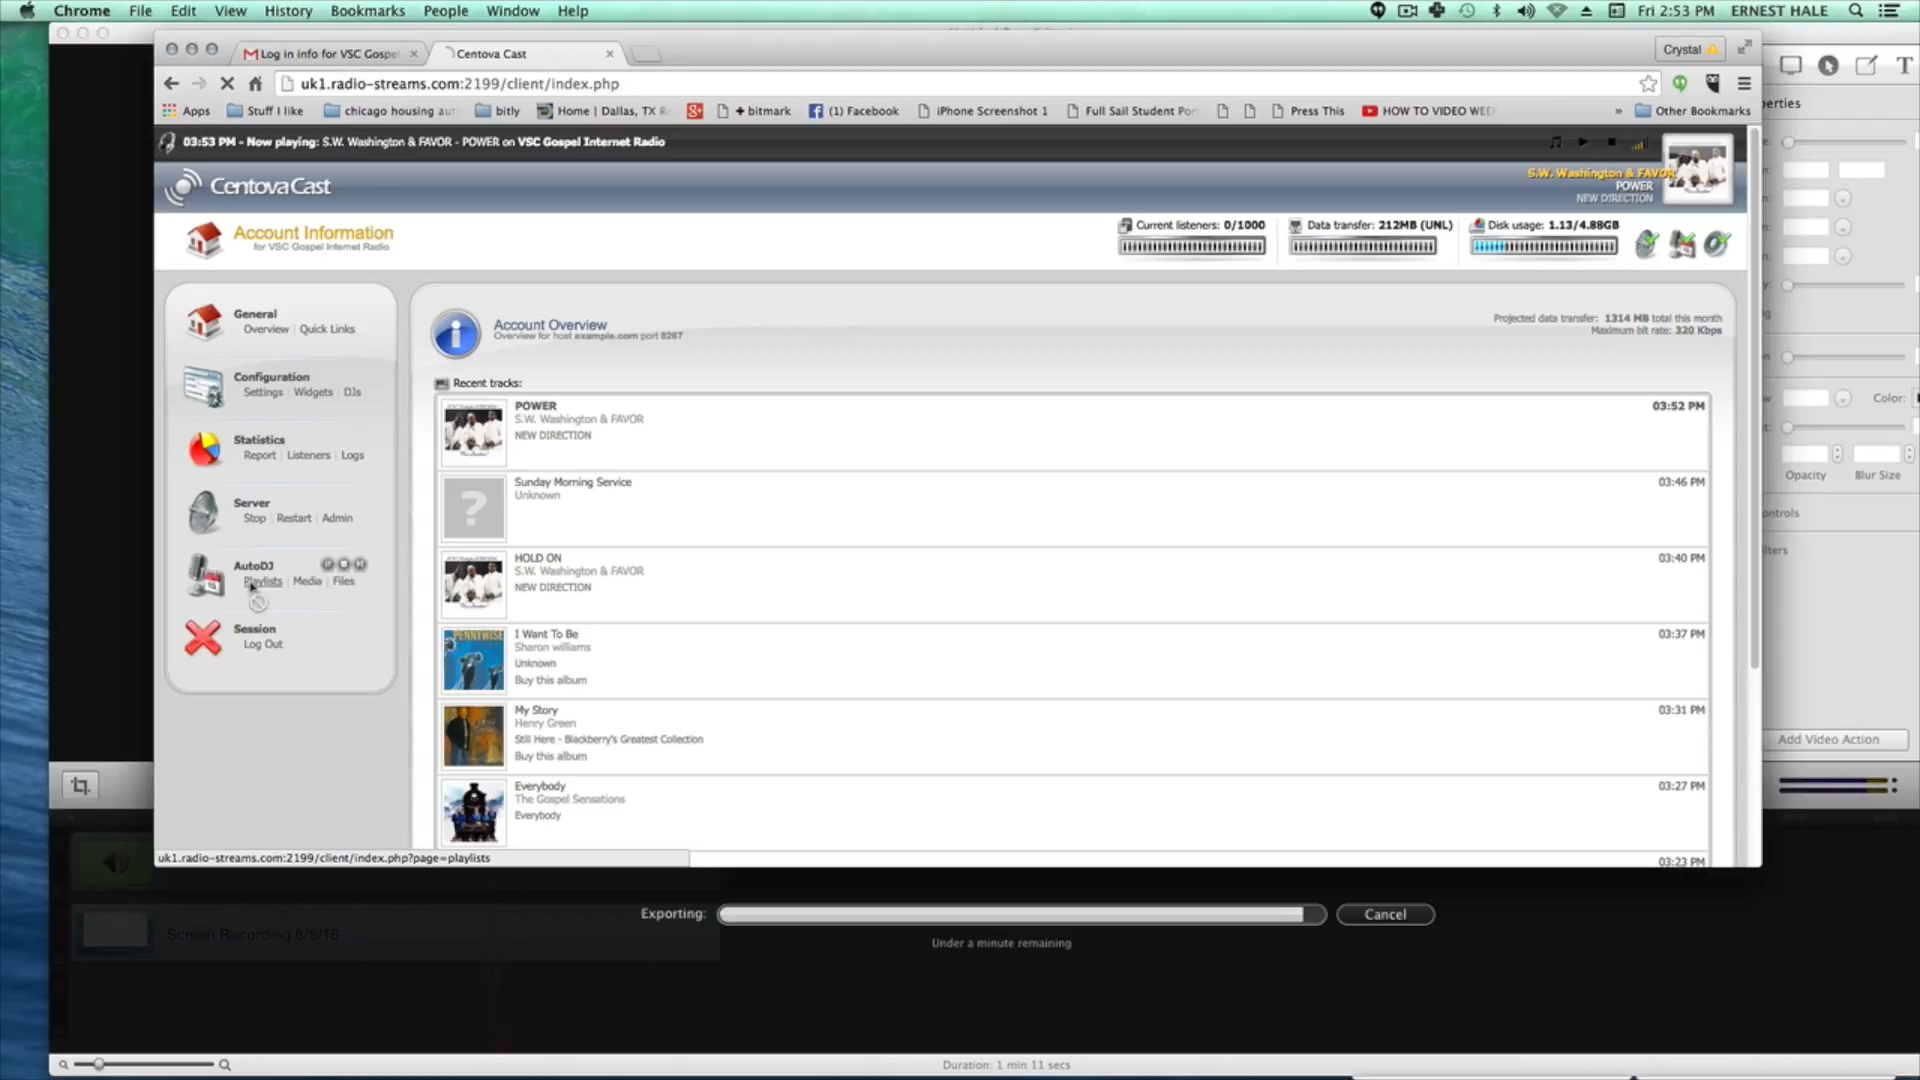 Chrome File Edit View History Bookmarks People Window Help Fri 2:53 PM ERNEST HALE
Log in info for VSC Gospel Centova Cast Crystal
uk1.radio-streams.com:2199/client/index.php
Apps Stuff I like chicago housing aut bitly Home | Dallas, TX R + bitmark (1) Facebook iPhone Screenshot 1 Full Sail Student Por Press This HOW TO VIDEO WEE » Other Bookmarks
03:53 PM - Now playing: S.W. Washington & FAVOR - POWER on VSC Gospel Internet Radio
CentovaCast
S.W. Washington & FAVOR
POWER
NEW DIRECTION
Account Information
for VSC Gospel Internet Radio
Current listeners: 0/1000 Data transfer: 212MB (UNL) Disk usage: 1.13/4.88GB
General
Overview | Quick Links
Configuration
Settings | Widgets | DJs
Statistics
Report | Listeners | Logs
Server
Stop | Restart | Admin
AutoDJ
Playlists | Media | Files
Session
Log Out
Account Overview
Overview for host example.com port 8267
Projected data transfer: 1314 MB total this month
Maximum bit rate: 320 Kbps
Recent tracks:
POWER 03:52 PM
S.W. Washington & FAVOR
NEW DIRECTION
Sunday Morning Service 03:46 PM
Unknown
?
HOLD ON 03:40 PM
S.W. Washington & FAVOR
NEW DIRECTION
PENNYWISE
I Want To Be 03:37 PM
Sharon williams
Unknown
Buy this album
My Story 03:31 PM
Henry Green
Still Here - Blackberry's Greatest Collection
Buy this album
Everybody 03:27 PM
The Gospel Sensations
Everybody
03:23 PM
uk1.radio-streams.com:2199/client/index.php?page=playlists
perties
Color:
Opacity Blur Size
ontrols
lters
Add Video Action
Screen Recording 8/5/16
Exporting: Cancel
Under a minute remaining
Duration: 1 min 11 secs